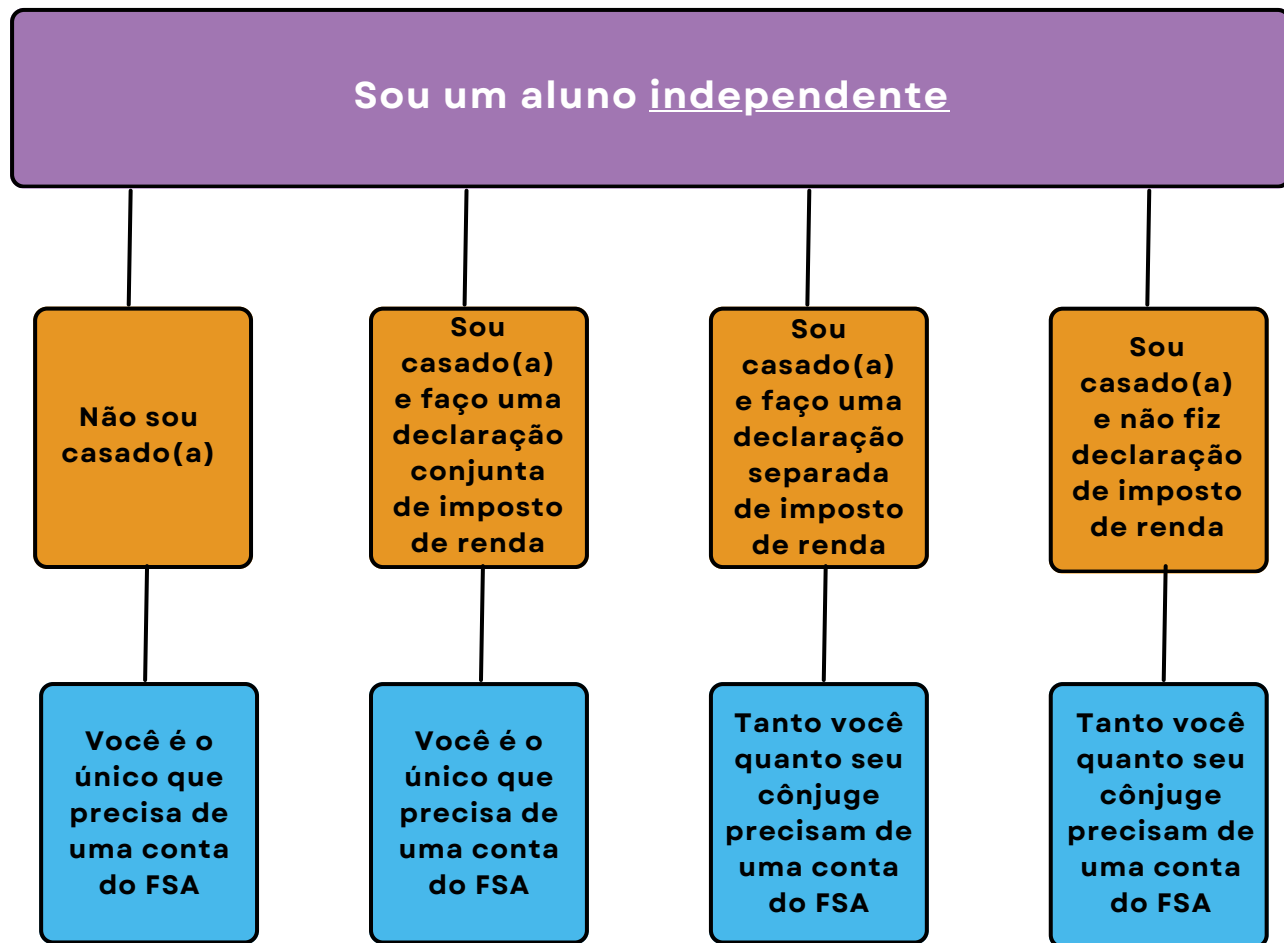 Sou um aluno independente
Não sou
casado(a)
Sou
casado(a)
e faço uma
declaração
conjunta
de imposto
de renda
Sou
casado(a)
e faço uma
declaração
separada
de imposto
de renda
Sou
casado(a)
e não fiz
declaração
de imposto
de renda
Você é o
único que
precisa de
uma conta
do FSA
Você é o
único que
precisa de
uma conta
do FSA
Tanto você
quanto seu
cônjuge
precisam de
uma conta
do FSA
Tanto você
quanto seu
cônjuge
precisam de
uma conta
do FSA